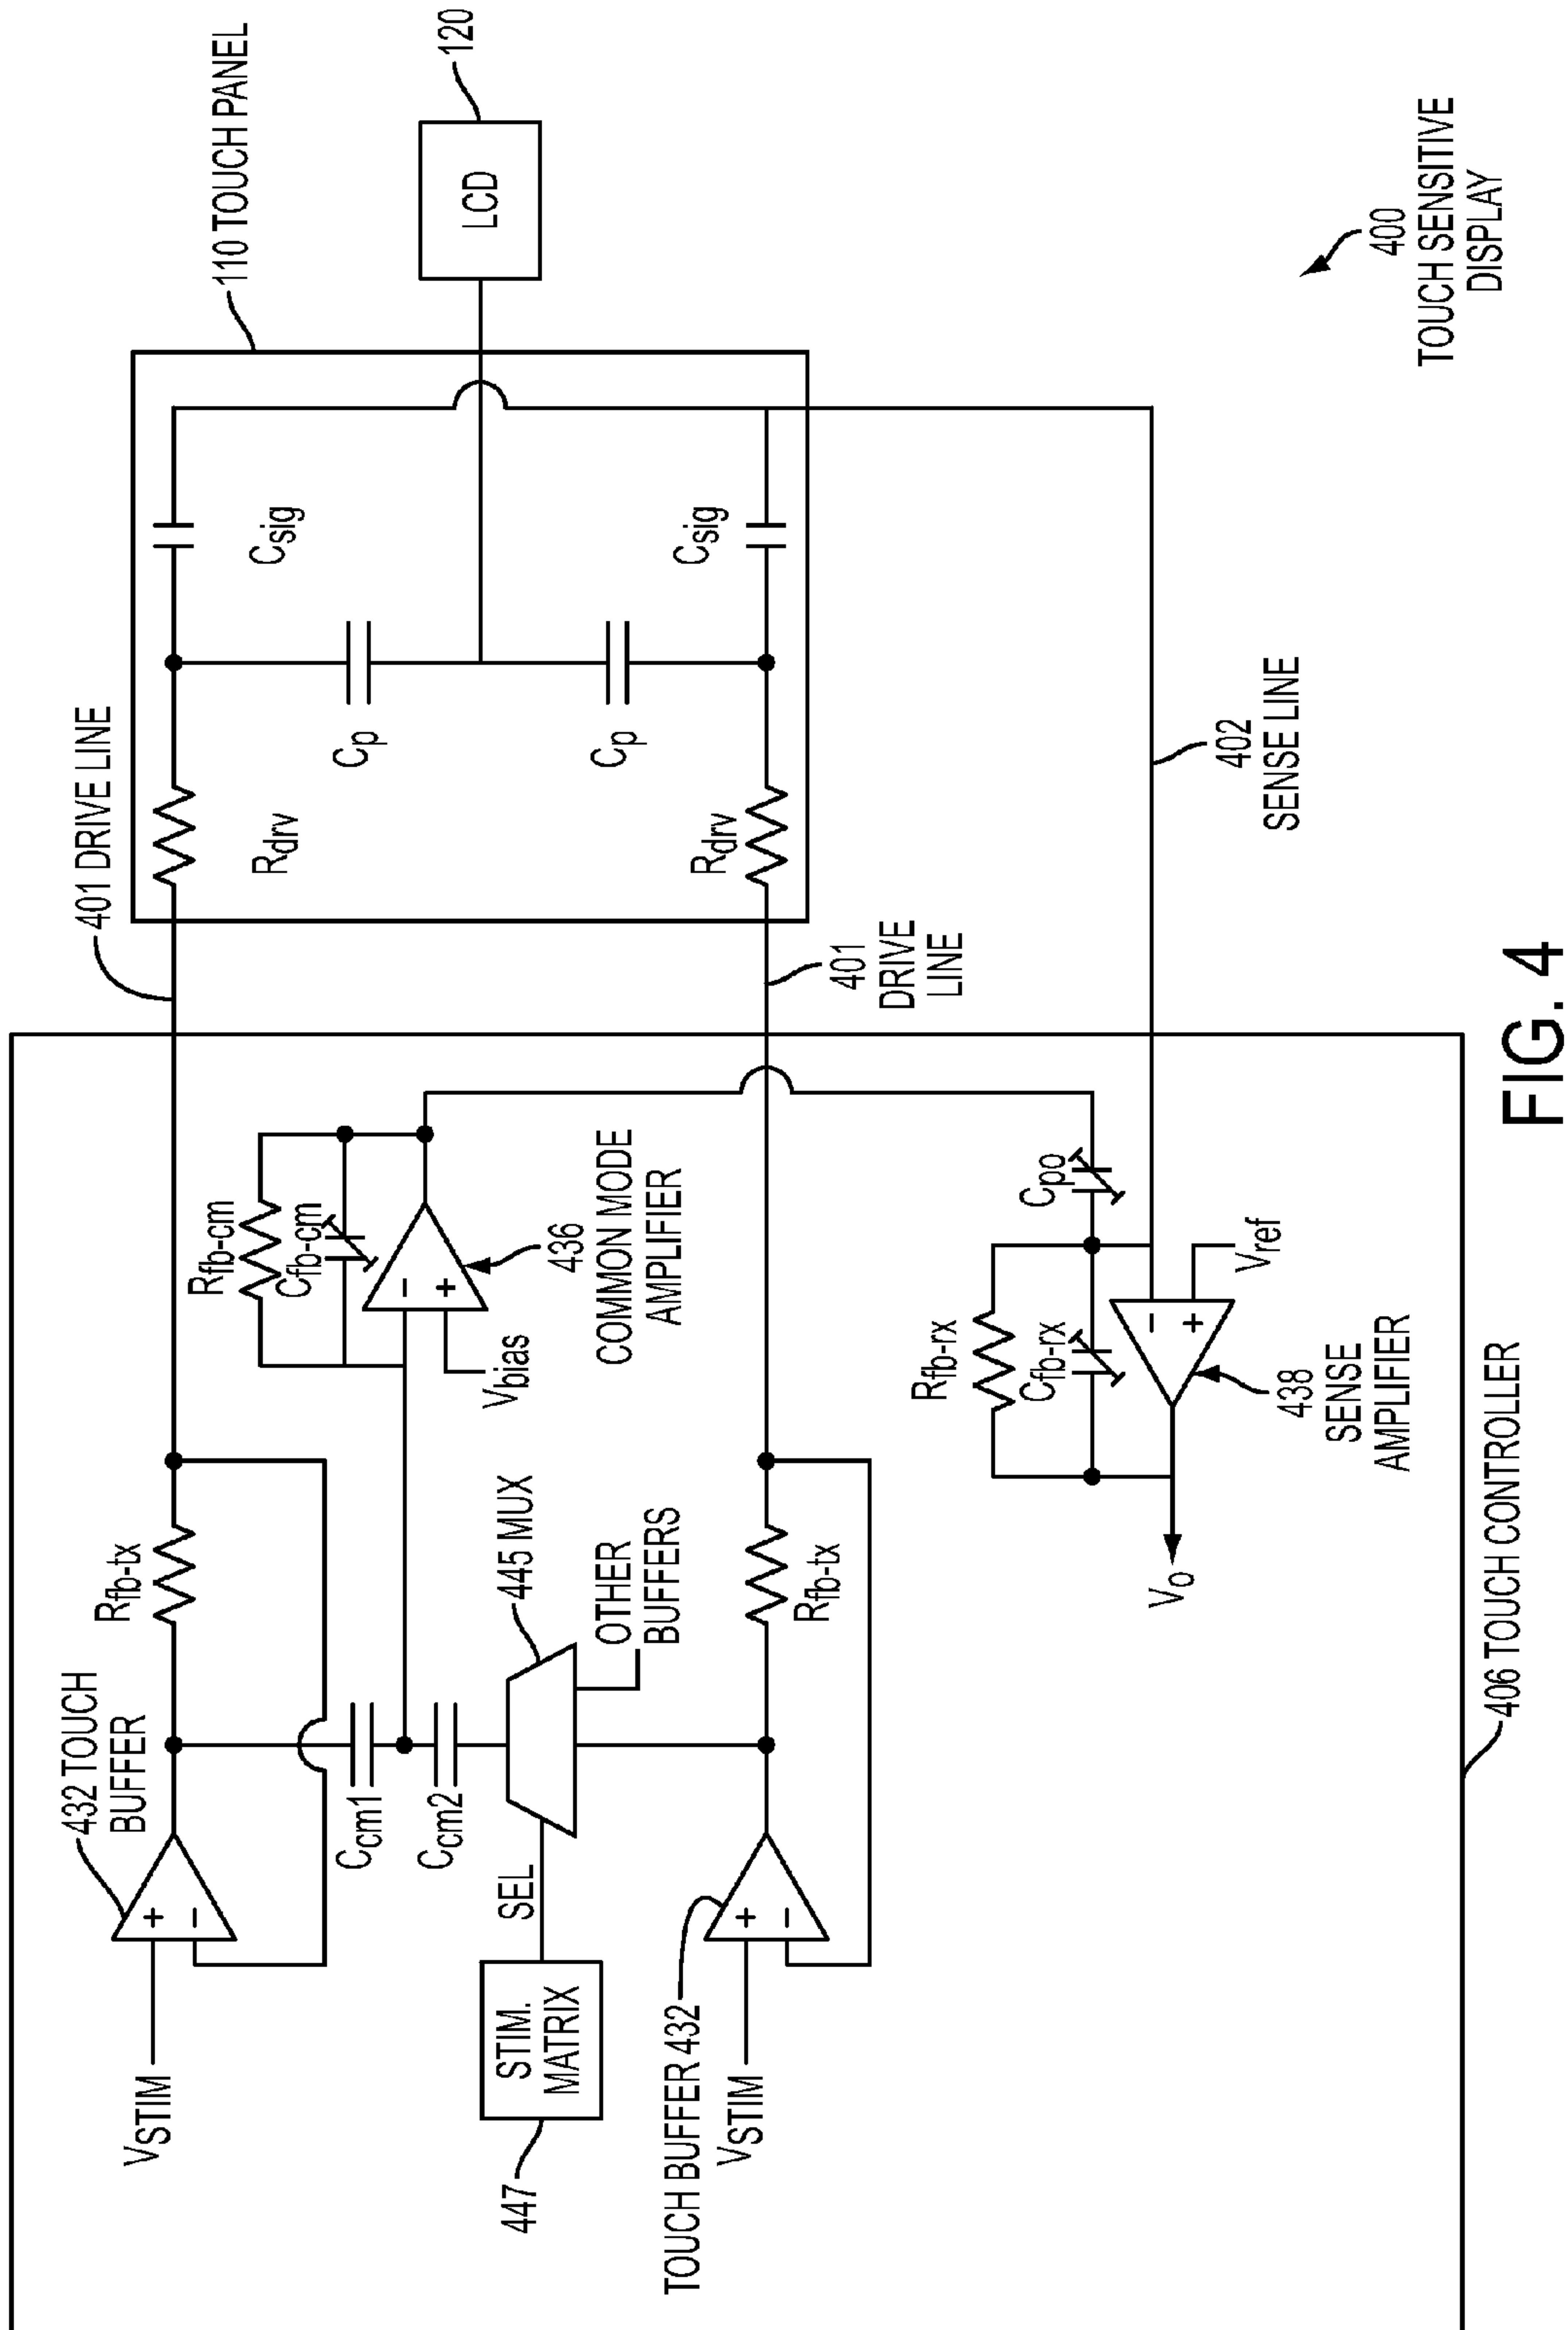 432 TOUCH
BUFFER
VSTIM
+
−
Rfb-tx
401 DRIVE LINE
110 TOUCH PANEL
Rdrv
Csig
Cp
Cp
Csig
Rdrv
LCD
120
Rfb-cm
Cfb-cm
−
+
Vbias
436
COMMON MODE
AMPLIFIER
Ccm1
Ccm2
445 MUX
SEL
STIM.
MATRIX
447
OTHER
BUFFERS
TOUCH BUFFER 432
VSTIM
+
−
Rfb-tx
401
DRIVE
LINE
Rfb-rx
Cfb-rx
Cpo
−
+
Vref
Vo
438
SENSE
AMPLIFIER
402
SENSE LINE
406 TOUCH CONTROLLER
400
TOUCH SENSITIVE
DISPLAY
FIG. 4